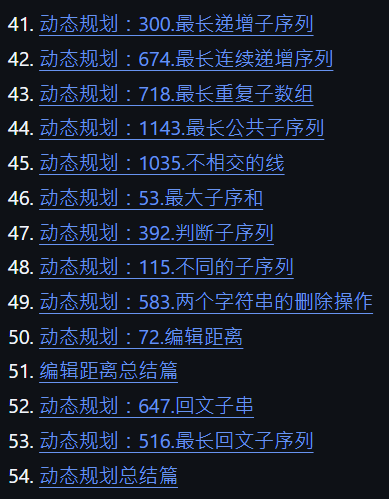 41. 动态规划：300.最长递增子序列
42. 动态规划：674.最长连续递增序列
43. 动态规划：718.最长重复子数组
44. 动态规划：1143.最长公共子序列
45. 动态规划：1035.不相交的线
46. 动态规划：53.最大子序和
47. 动态规划：392.判断子序列
48. 动态规划：115.不同的子序列
49. 动态规划：583.两个字符串的删除操作
50. 动态规划：72.编辑距离
51. 编辑距离总结篇
52. 动态规划：647.回文子串
53. 动态规划：516.最长回文子序列
54. 动态规划总结篇